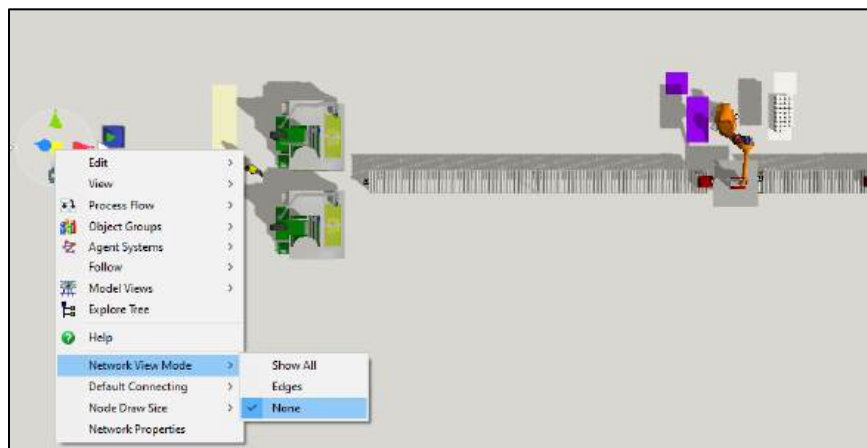 Edit
View
Process Flow
Object Groups
Agent Systems
Follow
Model Views
Explore Tree
Help
Network View Mode
Show All
Default Connecting
Edges
Node Draw Size
None
Network Properties